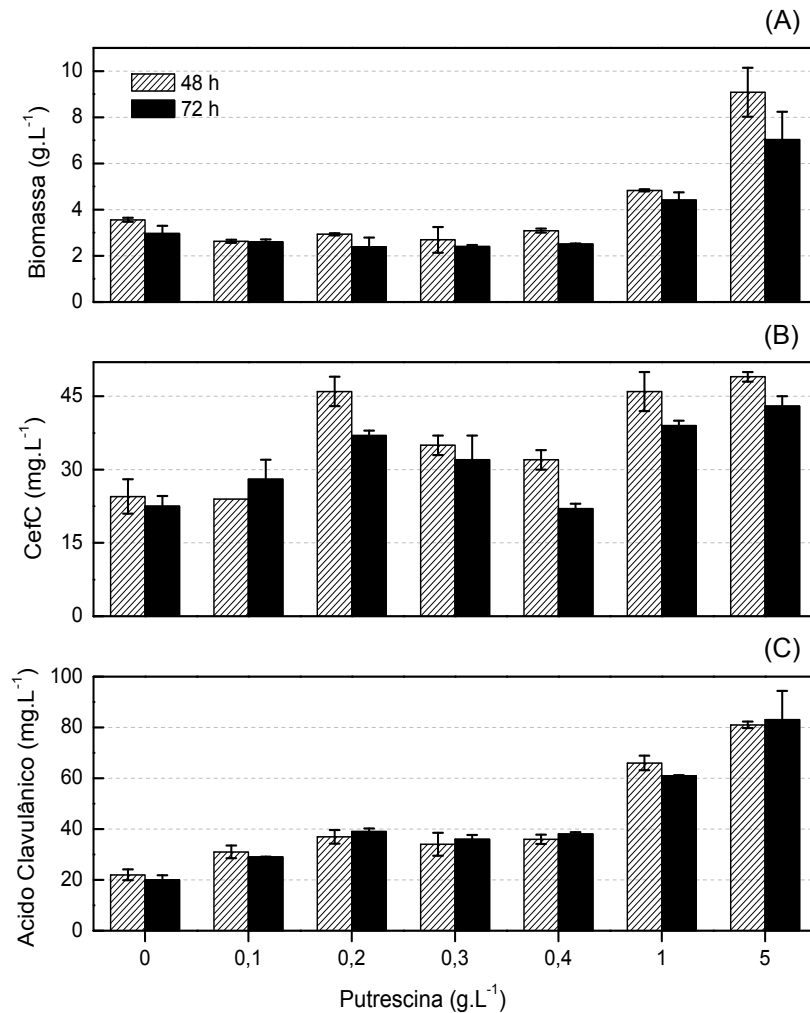 (A)
10
8
6
4
2
0
Biomassa (g.L⁻¹)
48 h
72 h
(B)
45
30
15
0
CefC (mg.L⁻¹)
(C)
100
80
60
40
20
0
Acido Clavulânico (mg.L⁻¹)
0 0,1 0,2 0,3 0,4 1 5
Putrescina (g.L⁻¹)